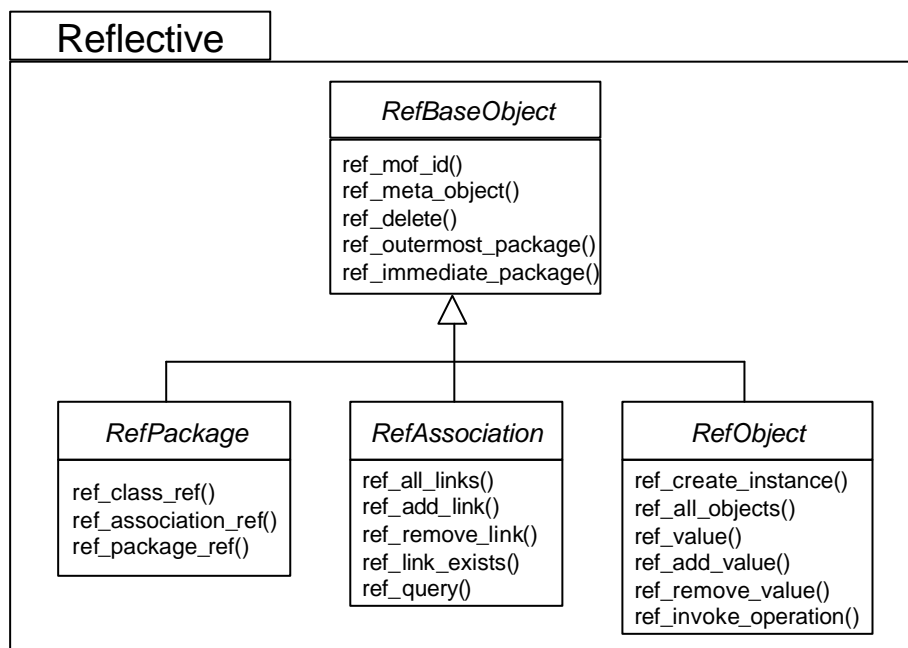 Reflective
RefBaseObject
ref_mof_id()
ref_meta_object()
ref_delete()
ref_outermost_package()
ref_immediate_package()
RefPackage
ref_class_ref()
ref_association_ref()
ref_package_ref()
RefAssociation
ref_all_links()
ref_add_link()
ref_remove_link()
ref_link_exists()
ref_query()
RefObject
ref_create_instance()
ref_all_objects()
ref_value()
ref_add_value()
ref_remove_value()
ref_invoke_operation()